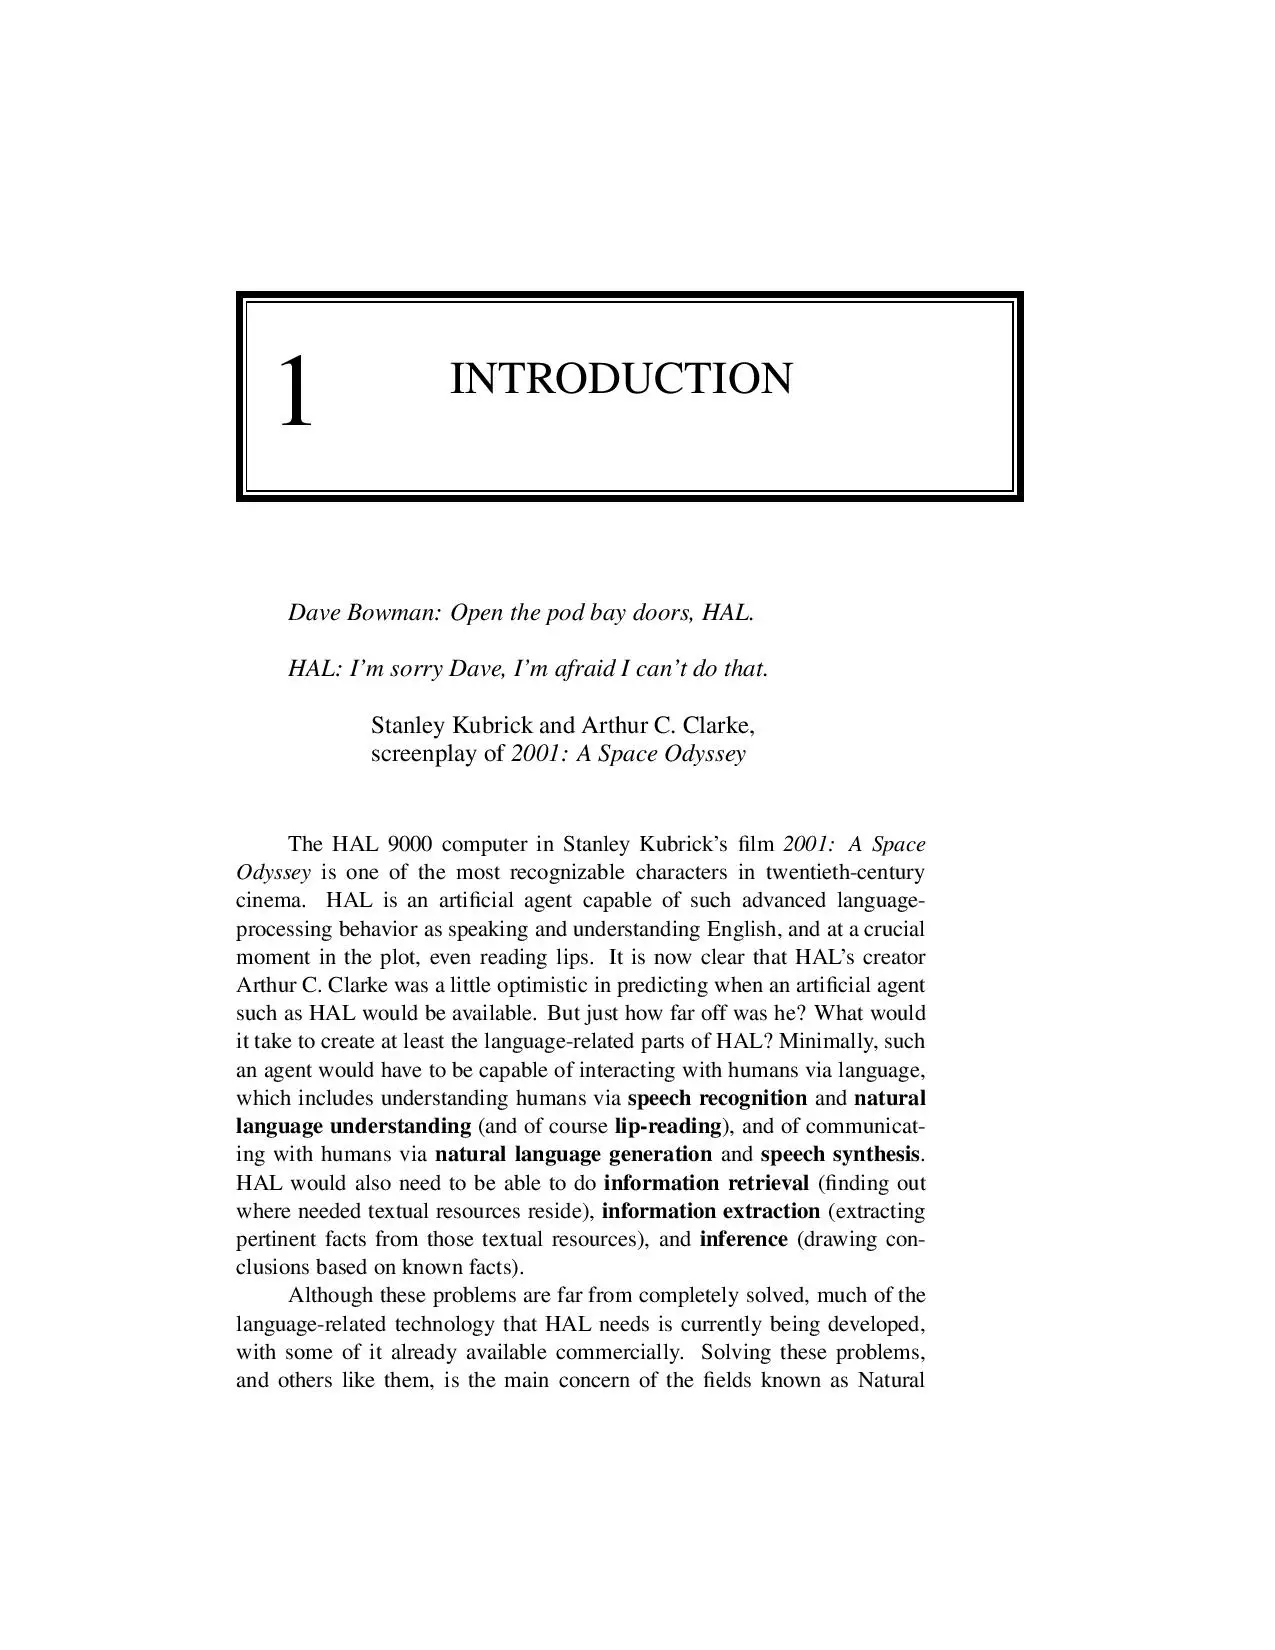 1
INTRODUCTION
Dave Bowman: Open the pod bay doors, HAL.
HAL: I’m sorry Dave, I’m afraid I can’t do that.
Stanley Kubrick and Arthur C. Clarke,
screenplay of 2001: A Space Odyssey
The HAL 9000 computer in Stanley Kubrick’s film 2001: A Space
Odyssey is one of the most recognizable characters in twentieth-century
cinema. HAL is an artificial agent capable of such advanced language-
processing behavior as speaking and understanding English, and at a crucial
moment in the plot, even reading lips. It is now clear that HAL’s creator
Arthur C. Clarke was a little optimistic in predicting when an artificial agent
such as HAL would be available. But just how far off was he? What would
it take to create at least the language-related parts of HAL? Minimally, such
an agent would have to be capable of interacting with humans via language,
which includes understanding humans via speech recognition and natural
language understanding (and of course lip-reading), and of communicat-
ing with humans via natural language generation and speech synthesis.
HAL would also need to be able to do information retrieval (finding out
where needed textual resources reside), information extraction (extracting
pertinent facts from those textual resources), and inference (drawing con-
clusions based on known facts).
Although these problems are far from completely solved, much of the
language-related technology that HAL needs is currently being developed,
with some of it already available commercially. Solving these problems,
and others like them, is the main concern of the fields known as Natural